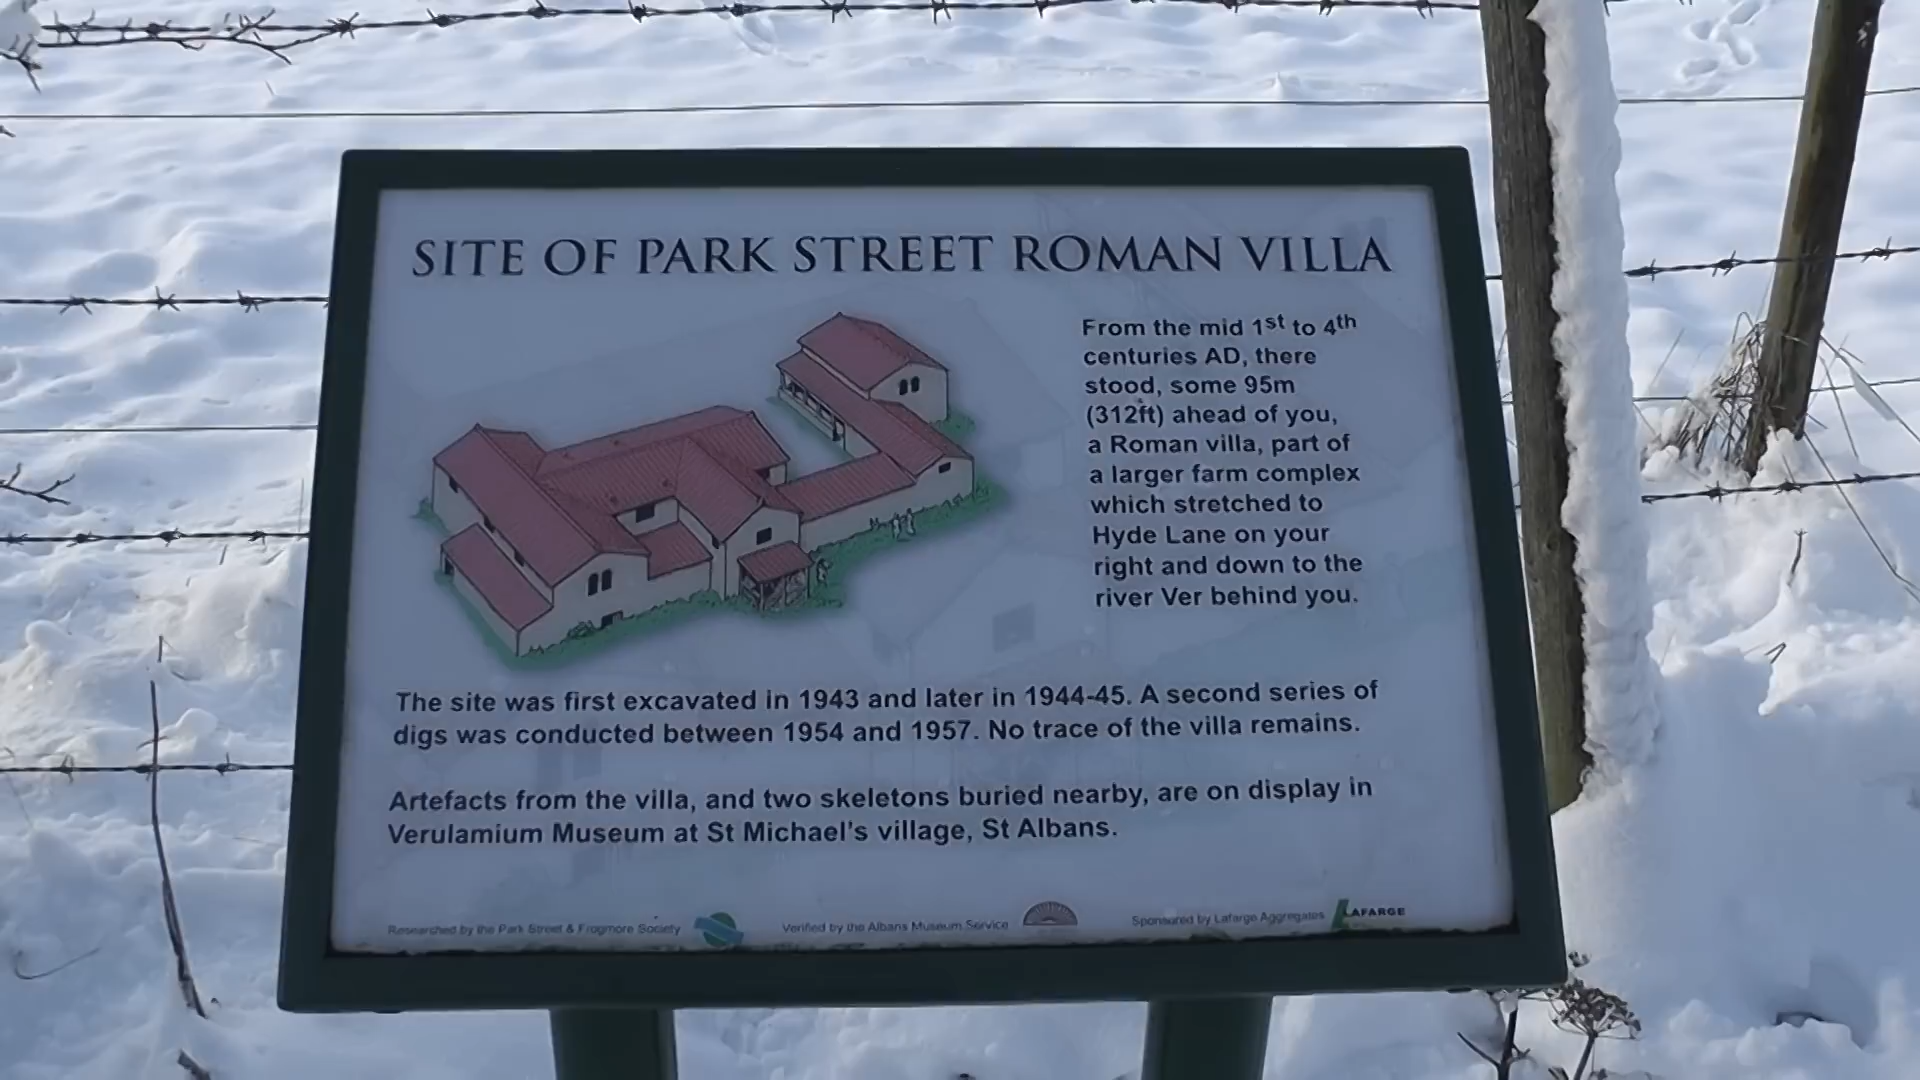 SITE OF PARK STREET ROMAN VILLA
From the mid 1st to 4th
centuries AD, there
stood, some 95m
(312ft) ahead of you,
a Roman villa, part of
a larger farm complex
which stretched to
Hyde Lane on your
right and down to the
river Ver behind you.
The site was first excavated in 1943 and later in 1944-45. A second series of
digs was conducted between 1954 and 1957. No trace of the villa remains.
Artefacts from the villa, and two skeletons buried nearby, are on display in
Verulamium Museum at St Michael's village, St Albans.
Researched by the Park Street & Frogmore Society
Verified by the Albans Museum Service
Sponsored by Lafarge Aggregates
LAFARGE